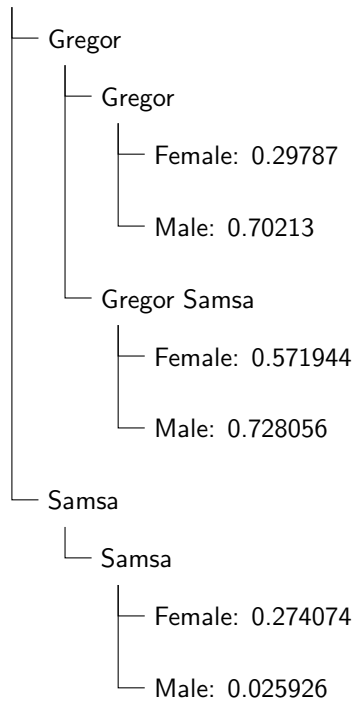 Gregor
Gregor
Female: 0.29787
Male: 0.70213
Gregor Samsa
Female: 0.571944
Male: 0.728056
Samsa
Samsa
Female: 0.274074
Male: 0.025926